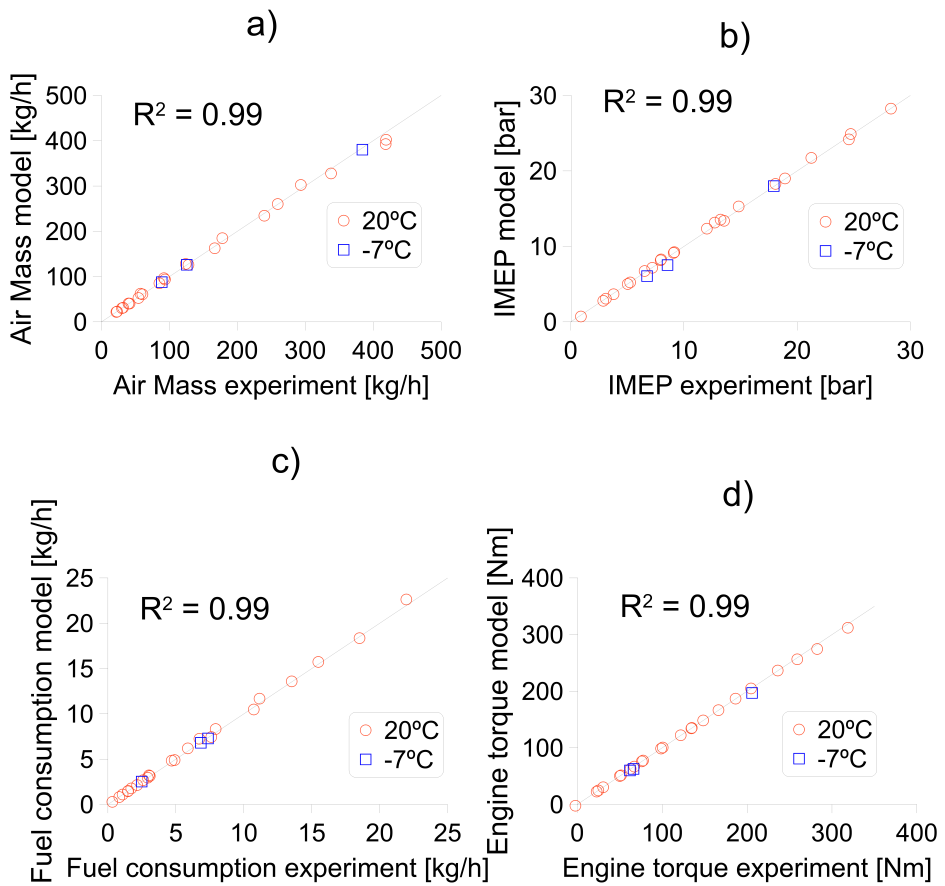 a)
R² = 0.99
Air Mass model [kg/h]
500
400
300
200
100
0
20ºC
-7ºC
0 100 200 300 400 500
Air Mass experiment [kg/h]
b)
R² = 0.99
IMEP model [bar]
30
20
10
0
20ºC
-7ºC
0 10 20 30
IMEP experiment [bar]
c)
R² = 0.99
Fuel consumption model [kg/h]
25
20
15
10
5
0
20ºC
-7ºC
0 5 10 15 20 25
Fuel consumption experiment [kg/h]
d)
R² = 0.99
Engine torque model [Nm]
400
300
200
100
0
20ºC
-7ºC
0 100 200 300 400
Engine torque experiment [Nm]